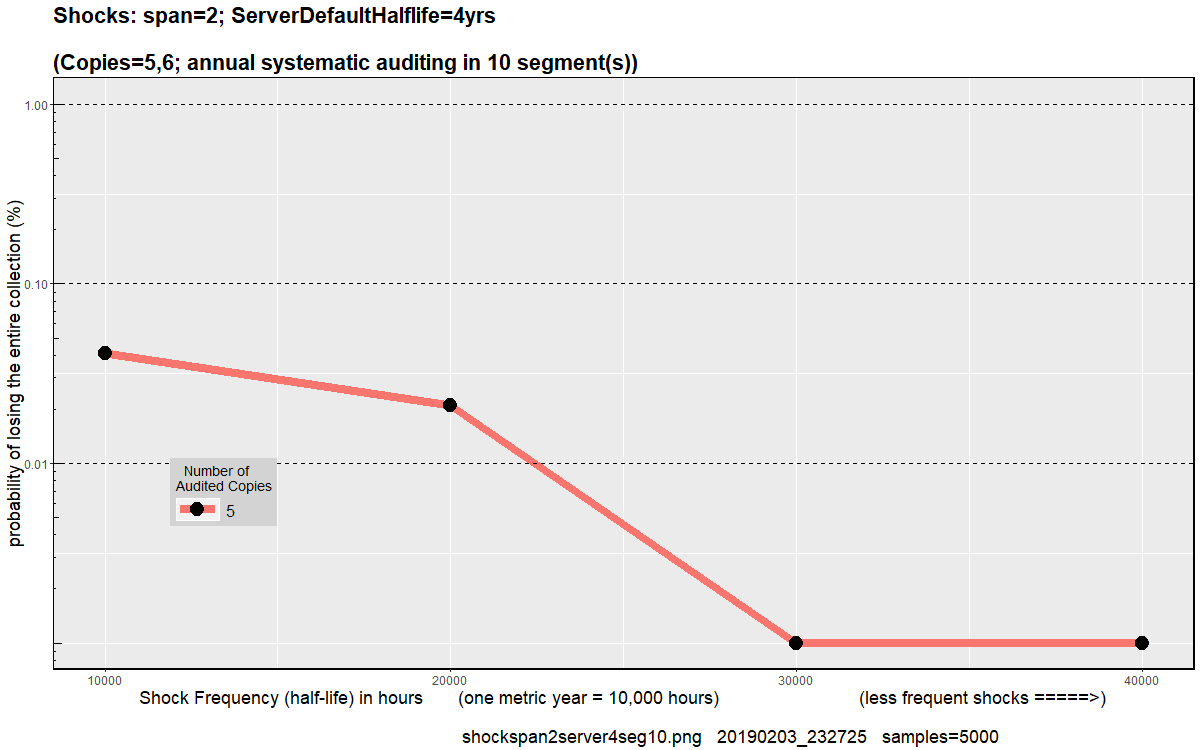 Shocks: span=2; ServerDefaultHalflife=4yrs
(Copies=5,6; annual systematic auditing in 10 segment(s))
probability of losing the entire collection (%)
1.00
0.10
0.01
Number of
Audited Copies
5
10000 20000 30000 40000
Shock Frequency (half-life) in hours (one metric year = 10,000 hours) (less frequent shocks =====>)
shockspan2server4seg10.png 20190203_232725 samples=5000